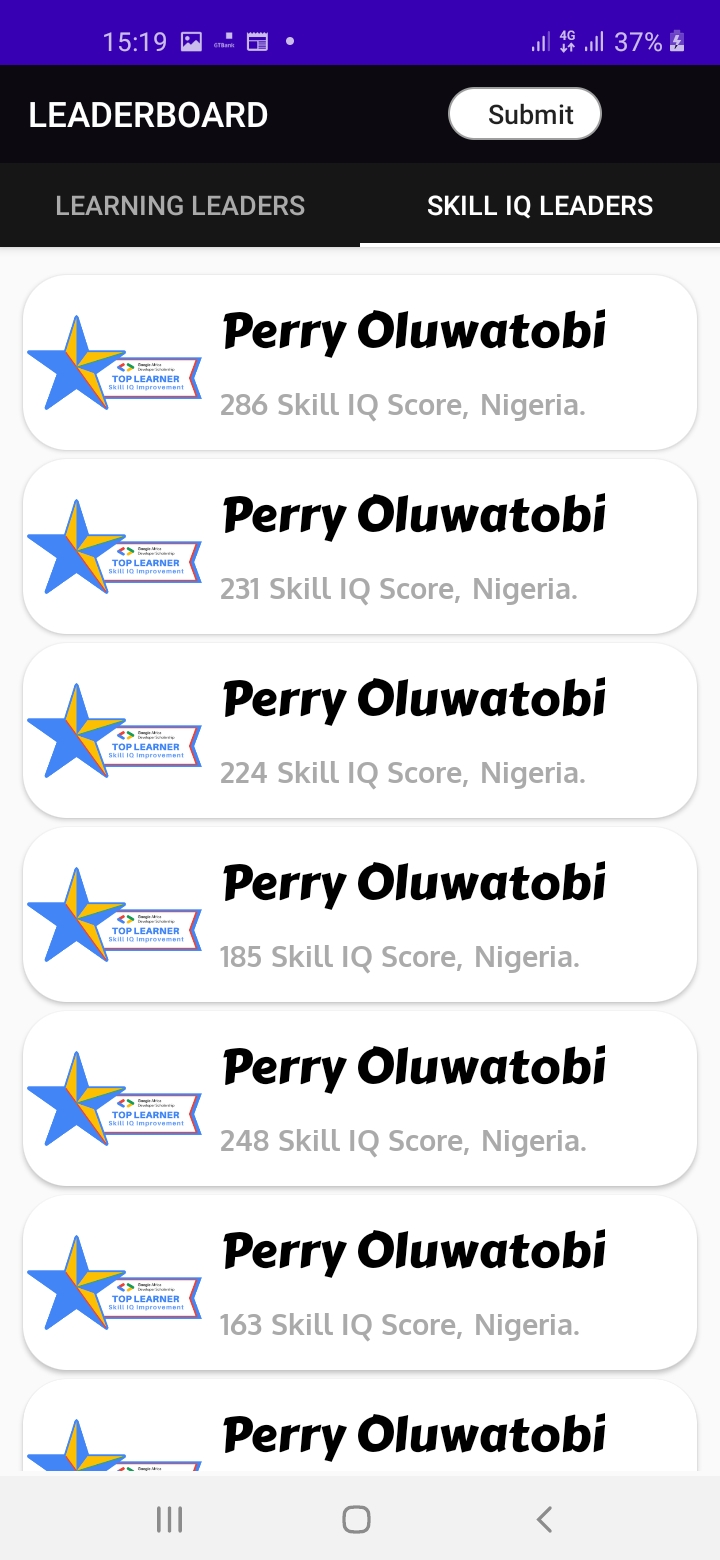 15:19 GTBank 4G 37%
LEADERBOARD Submit
LEARNING LEADERS SKILL IQ LEADERS
Perry Oluwatobi
Google Africa
Developer Scholarship
TOP LEARNER
Skill IQ Improvement
286 Skill IQ Score, Nigeria.
Perry Oluwatobi
Google Africa
Developer Scholarship
TOP LEARNER
Skill IQ Improvement
231 Skill IQ Score, Nigeria.
Perry Oluwatobi
Google Africa
Developer Scholarship
TOP LEARNER
Skill IQ Improvement
224 Skill IQ Score, Nigeria.
Perry Oluwatobi
Google Africa
Developer Scholarship
TOP LEARNER
Skill IQ Improvement
185 Skill IQ Score, Nigeria.
Perry Oluwatobi
Google Africa
Developer Scholarship
TOP LEARNER
Skill IQ Improvement
248 Skill IQ Score, Nigeria.
Perry Oluwatobi
Google Africa
Developer Scholarship
TOP LEARNER
Skill IQ Improvement
163 Skill IQ Score, Nigeria.
Perry Oluwatobi
Google Africa